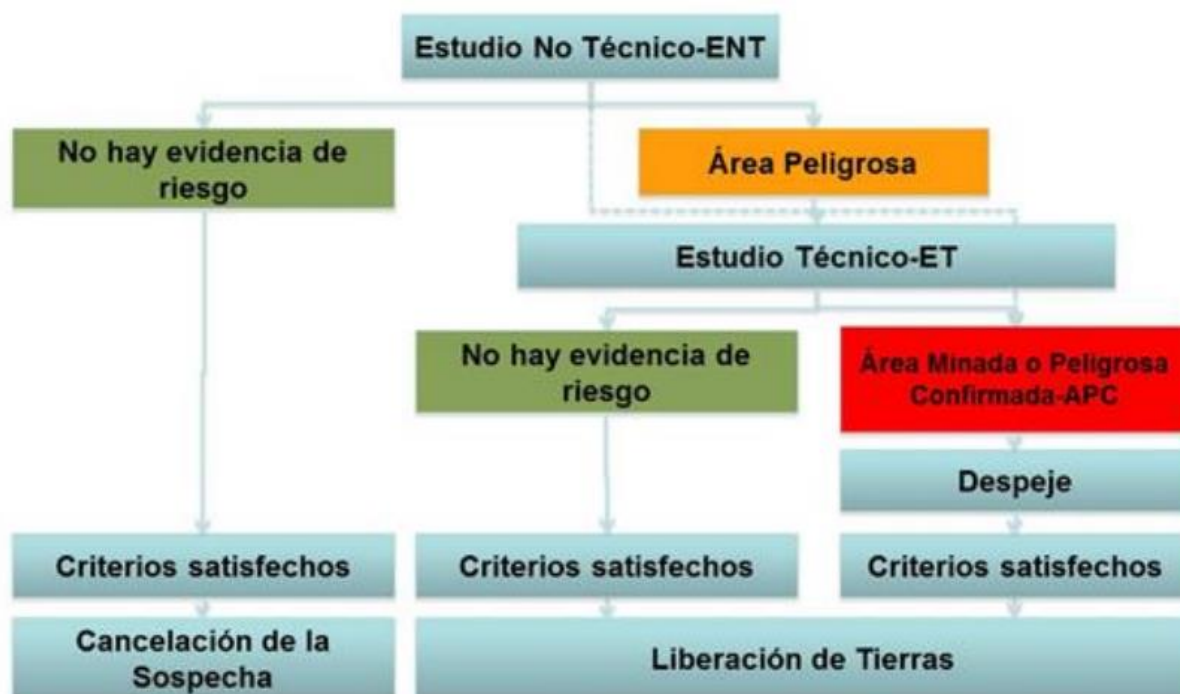 Estudio No Técnico-ENT
No hay evidencia de
riesgo
Área Peligrosa
Estudio Técnico-ET
No hay evidencia de
riesgo
Área Minada o Peligrosa
Confirmada-APC
Despeje
Criterios satisfechos
Criterios satisfechos
Criterios satisfechos
Cancelación de la
Sospecha
Liberación de Tierras